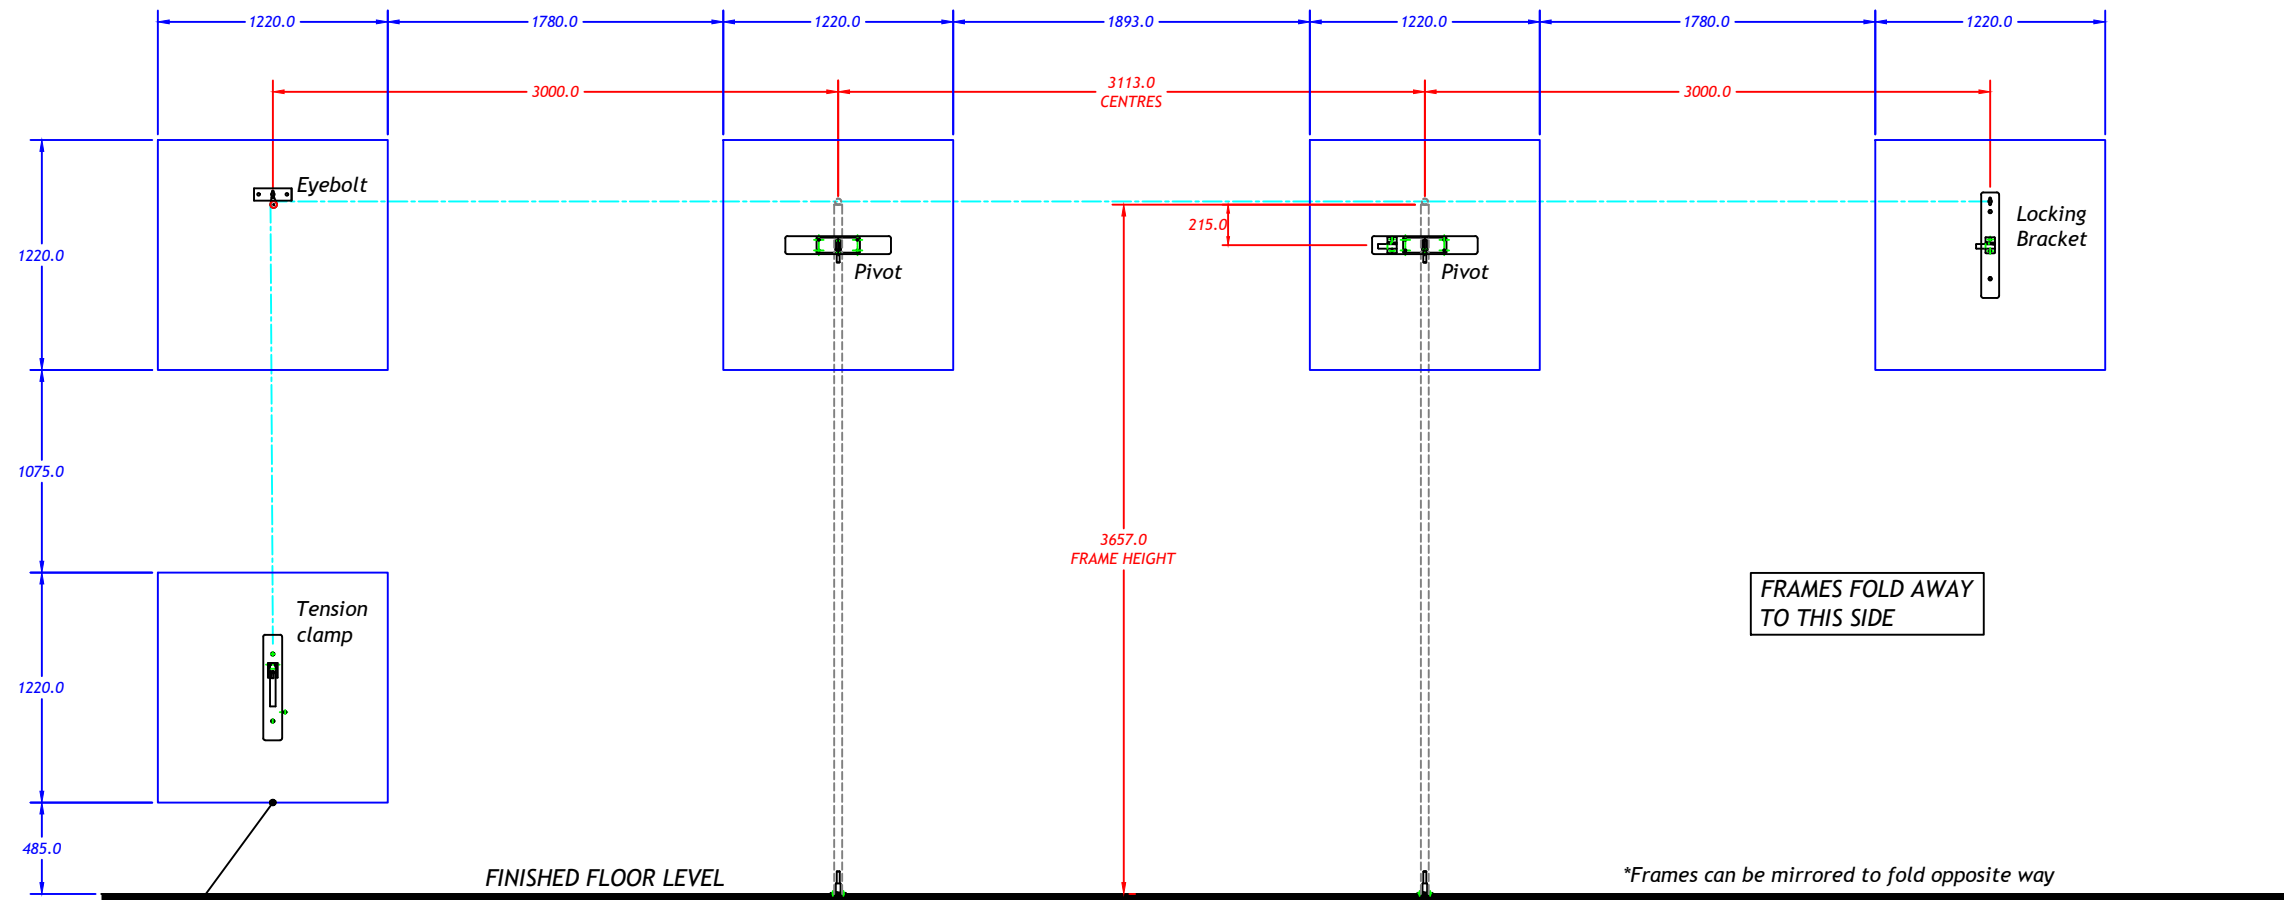 1220.0
1780.0
1220.0
1893.0
1220.0
1780.0
1220.0
3000.0
3113.0
CENTRES
3000.0
Eyebolt
215.0
Locking
Bracket
1220.0
Pivot
Pivot
1075.0
3657.0
FRAME HEIGHT
FRAMES FOLD AWAY
TO THIS SIDE
Tension
clamp
1220.0
485.0
FINISHED FLOOR LEVEL
*Frames can be mirrored to fold opposite way